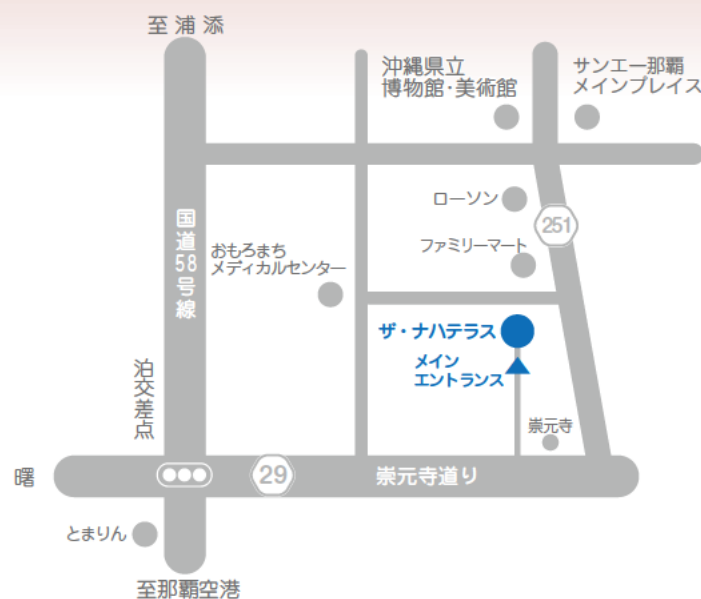 至浦添
沖縄県立
博物館・美術館
サンエー那覇
メインプレイス
ローソン
251
国道58号線
おもろまち
メディカルセンター
ファミリーマート
ザ・ナハテラス
メイン
エントランス
泊交差点
崇元寺
曙
29
崇元寺道り
とまりん
至那覇空港